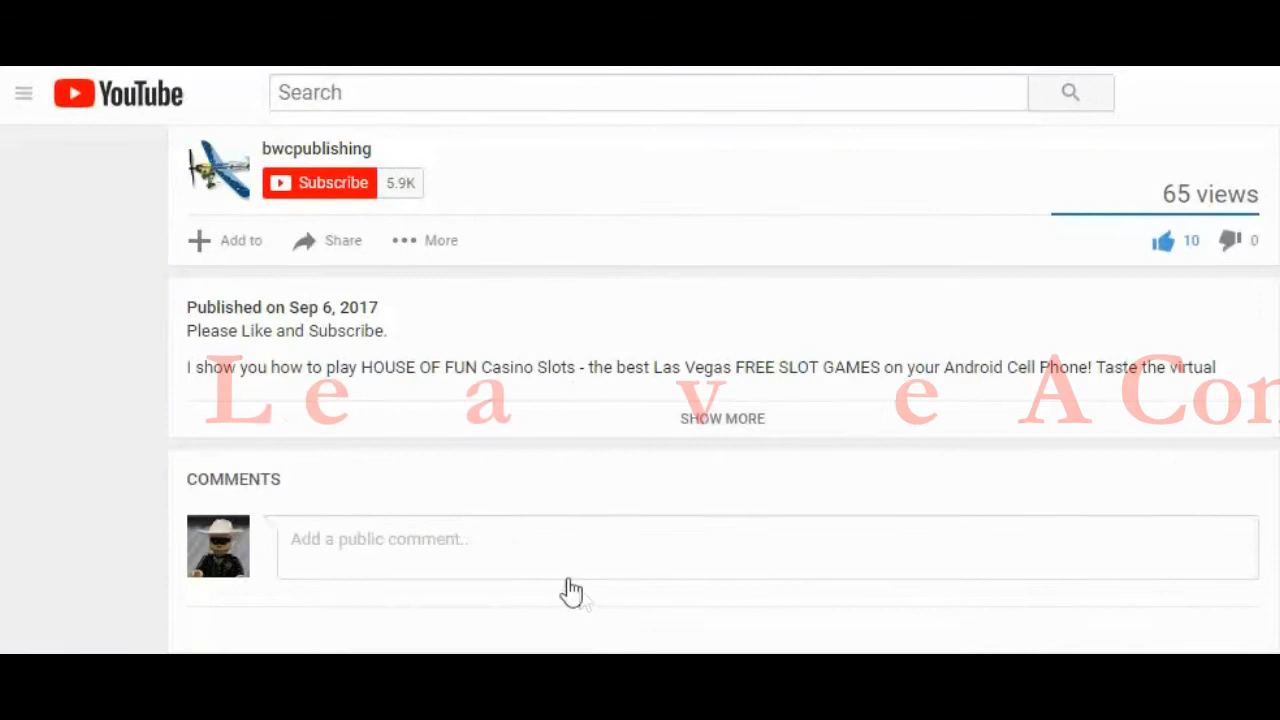 YouTube
Search
bwcpublishing
Subscribe 5.9K
65 views
Add to Share More
10 0
Published on Sep 6, 2017
Please Like and Subscribe.
I show you how to play HOUSE OF FUN Casino Slots - the best Las Vegas FREE SLOT GAMES on your Android Cell Phone! Taste the virtual
L e a v e A Com
SHOW MORE
COMMENTS
Add a public comment..